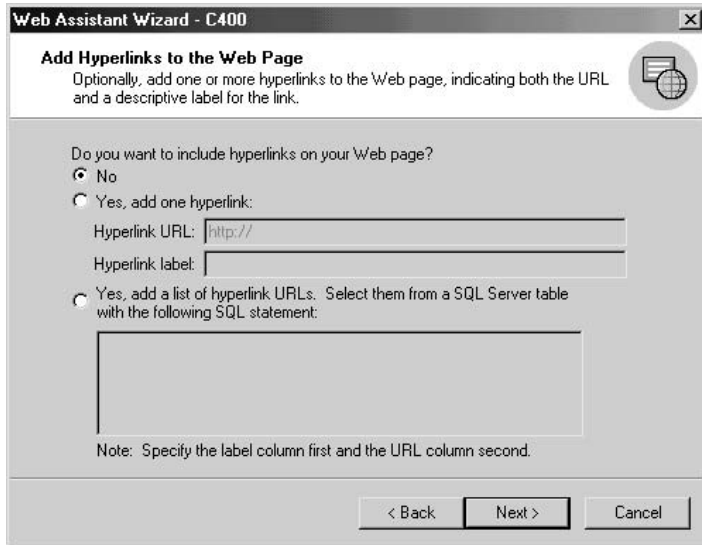 Web Assistant Wizard - C400
Add Hyperlinks to the Web Page
Optionally, add one or more hyperlinks to the Web page, indicating both the URL
and a descriptive label for the link.
Do you want to include hyperlinks on your Web page?
No
Yes, add one hyperlink:
Hyperlink URL: http://
Hyperlink label:
Yes, add a list of hyperlink URLs. Select them from a SQL Server table
with the following SQL statement:
Note: Specify the label column first and the URL column second.
< Back Next > Cancel